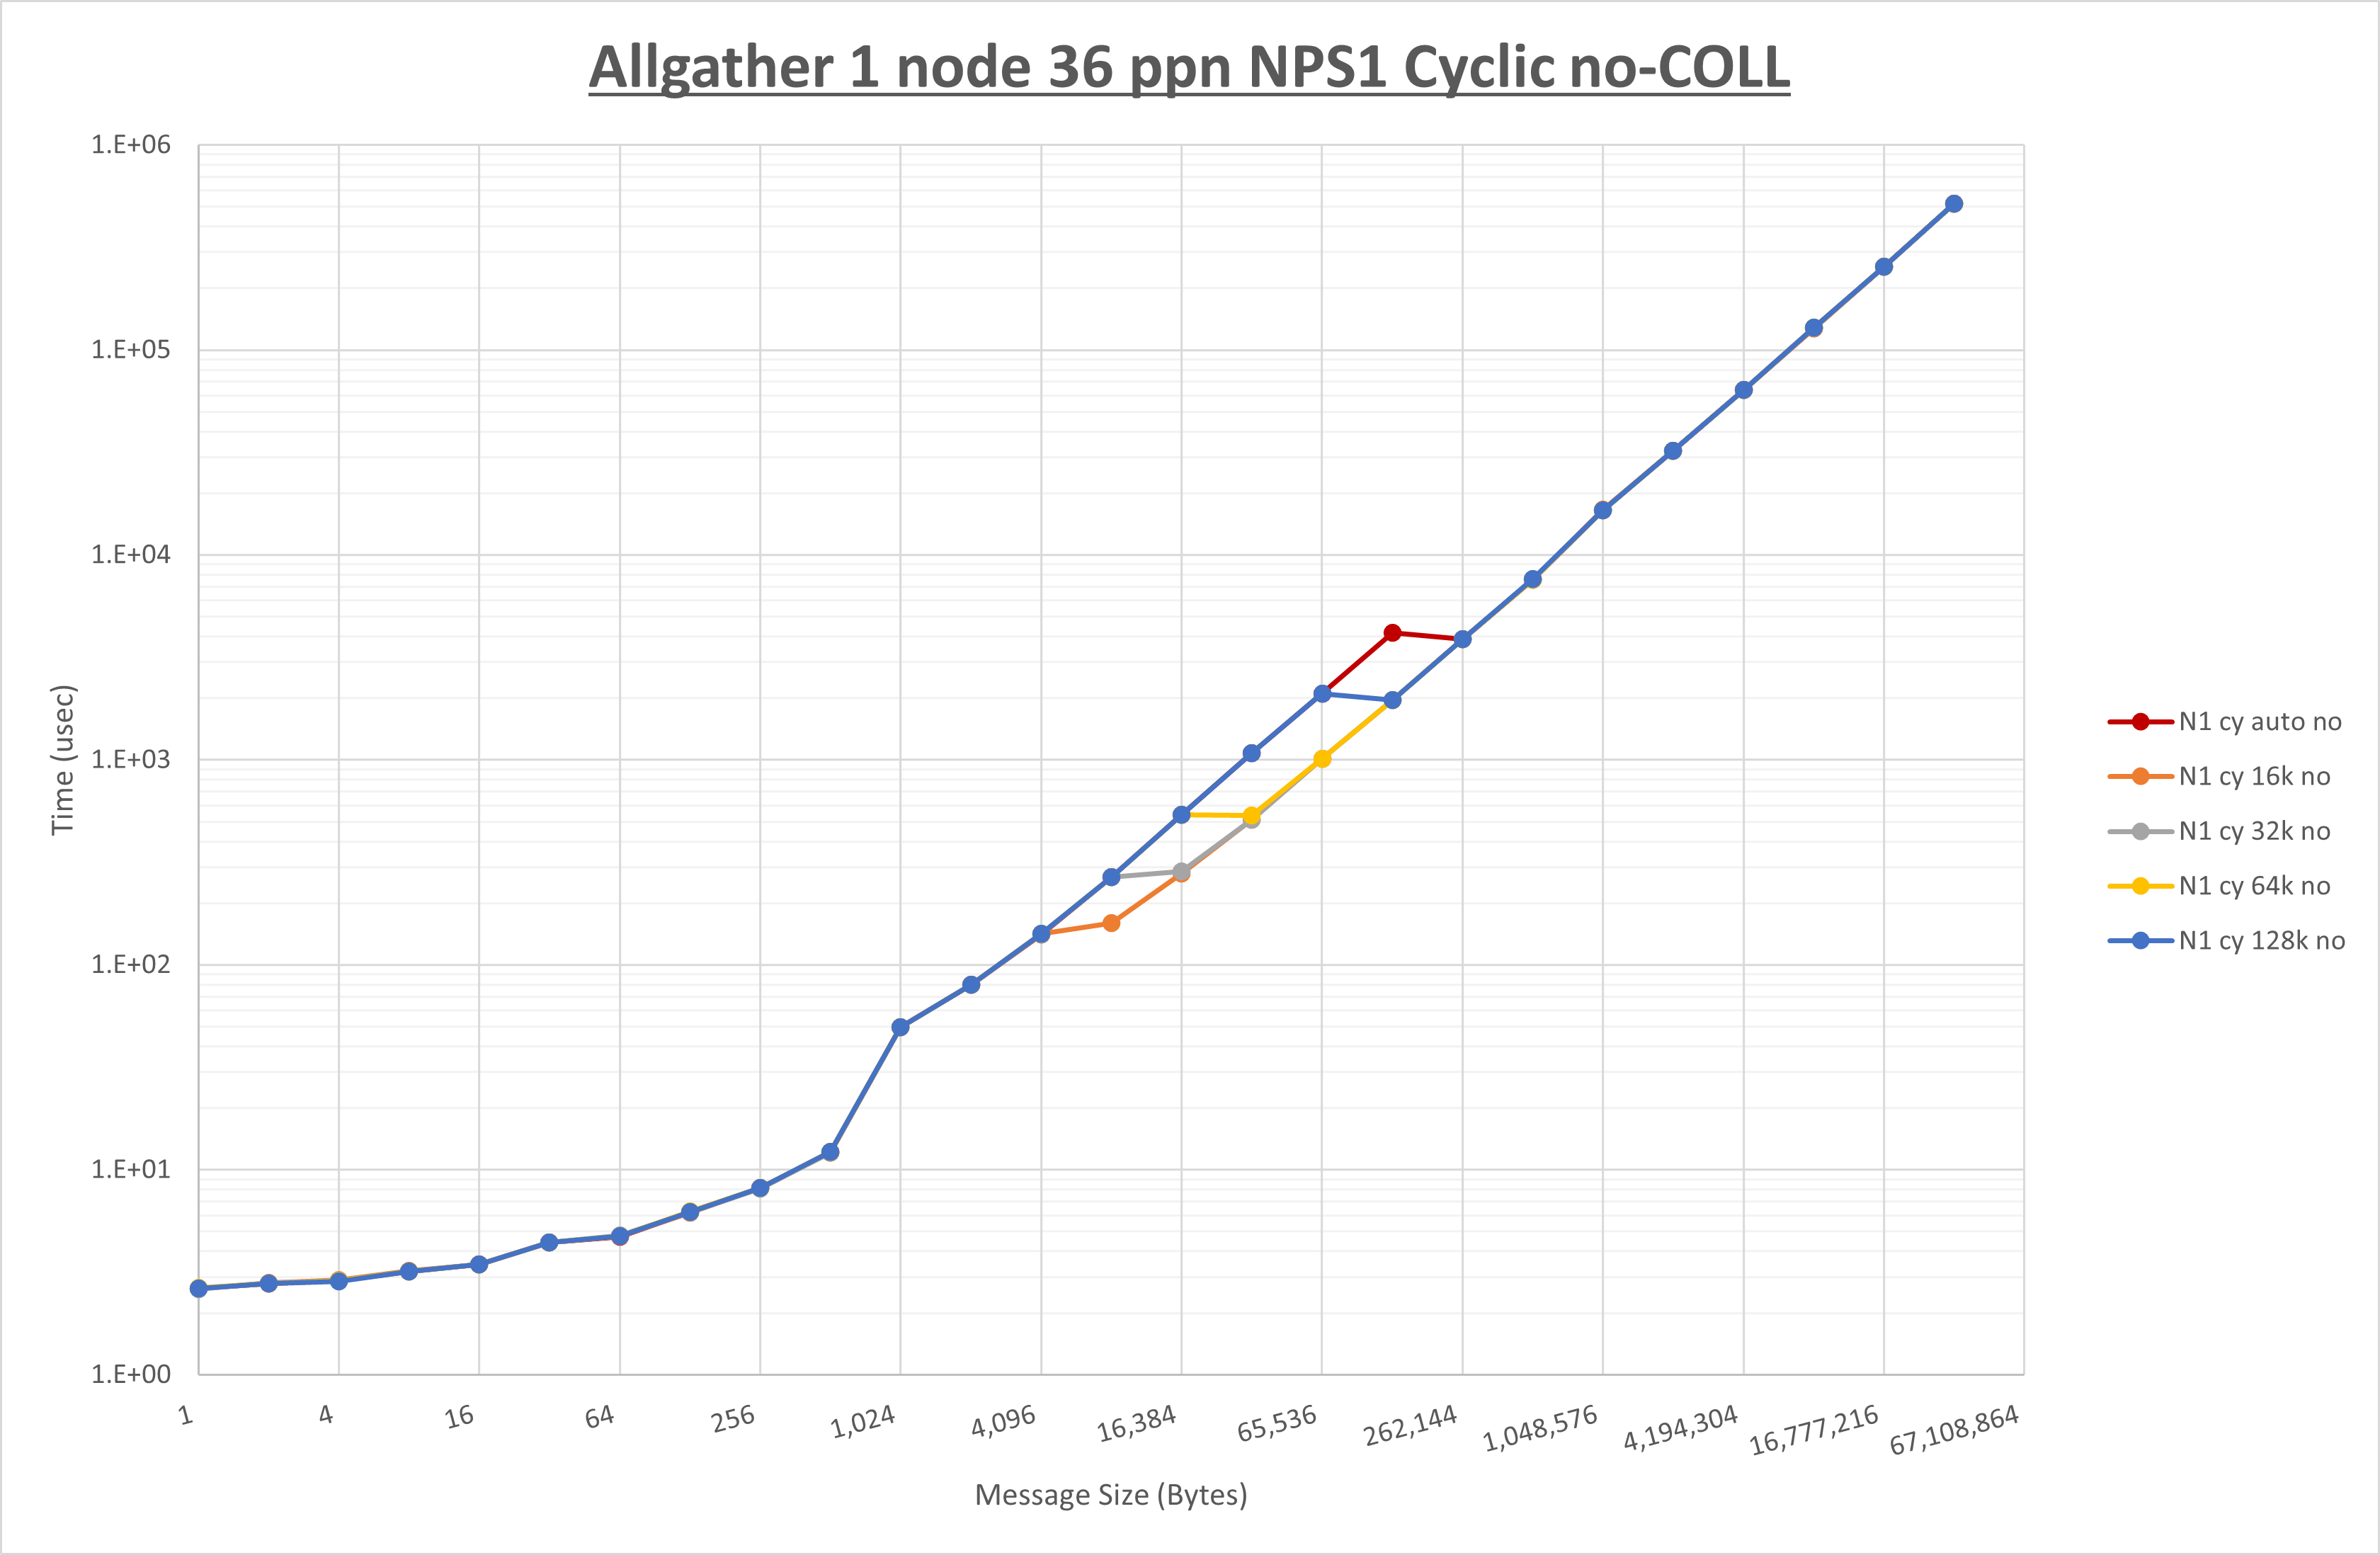 Allgather 1 node 36 ppn NPS1 Cyclic no-COLL
1.E+06
1.E+05
1.E+04
1.E+03
1.E+02
1.E+01
1.E+00
Time (usec)
1
4
16
64
256
1,024
4,096
16,384
65,536
262,144
1,048,576
4,194,304
16,777,216
67,108,864
Message Size (Bytes)
N1 cy auto no
N1 cy 16k no
N1 cy 32k no
N1 cy 64k no
N1 cy 128k no